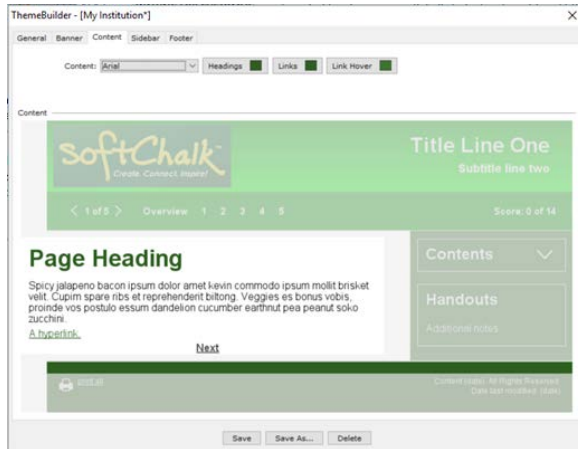 ThemeBuilder - [My Institution*]
General Banner Content Sidebar Footer
Content: Arial Headings Links Link Hover
Content
SoftChalk
Create. Connect. Inspire!
Title Line One
Subtitle line two
< 1 of 5 > Overview 1 2 3 4 5 Score: 0 of 14
Page Heading
Spicy jalapeno bacon ipsum dolor amet kevin commodo ipsum mollit brisket
velit. Cupim spare ribs et reprehenderit biltong. Veggies es bonus vobis,
proinde vos postulo essum dandelion cucumber earthnut pea peanut soko
zucchini.
A hyperlink.
Next
Contents
Handouts
Additional notes
print all
Content {date}. All Rights Reserved.
Date last modified: {date}
Save Save As... Delete